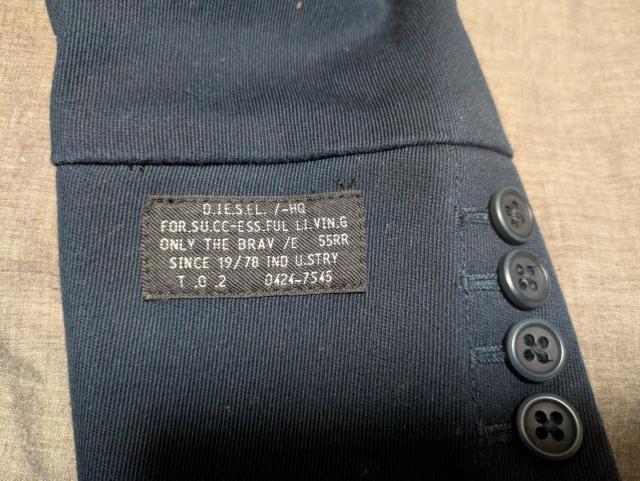 D.I.E.S.EL. /-HQ
FOR.SU.CC-ESS.FUL LI.VIN.G
ONLY THE BRAV /E 55RR
SINCE 19/78 IND U.STRY
T .O .2 0424-7545